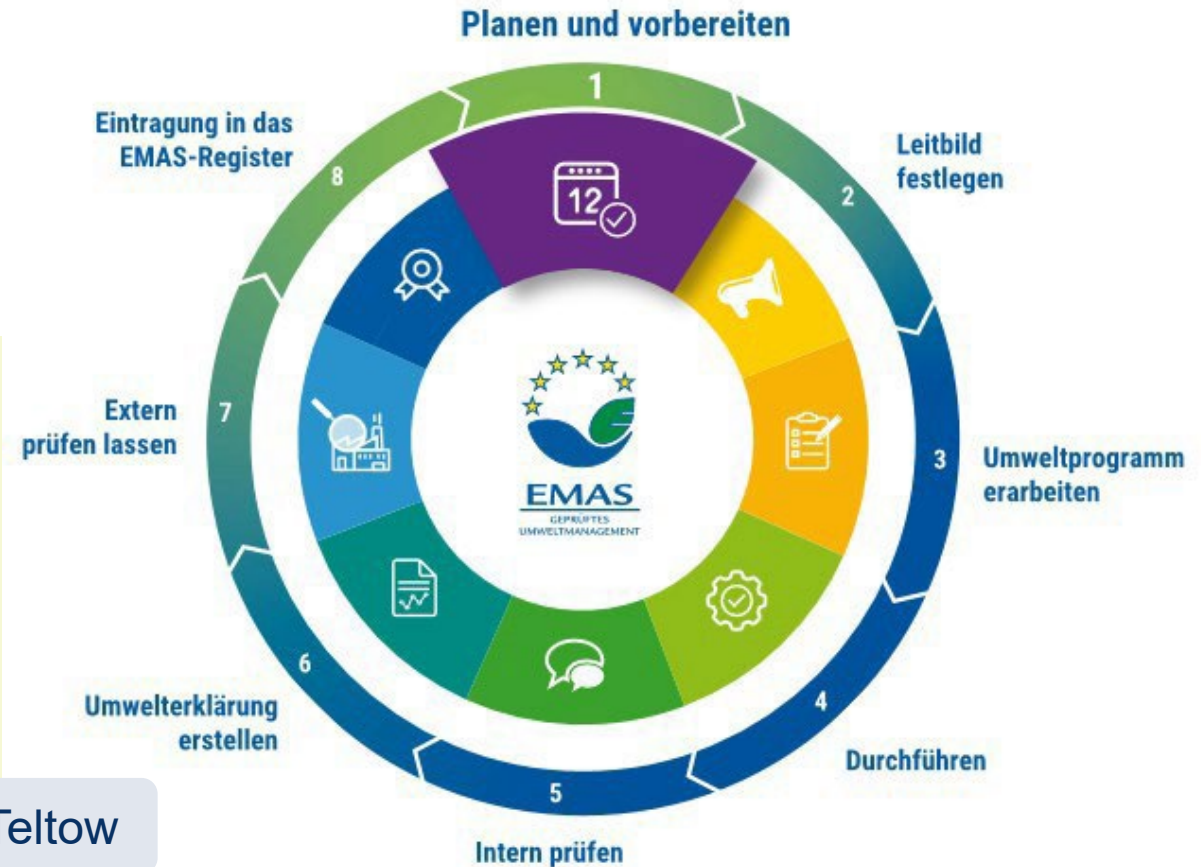 Planen und vorbereiten
1
12
Leitbild
festlegen
2
Umweltprogramm
erarbeiten
3
Durchführen
4
Intern prüfen
5
Umwelterklärung
erstellen
6
Extern
prüfen lassen
7
Eintragung in das
EMAS-Register
8
EMAS
GEPRÜFTES
UMWELTMANAGEMENT
Teltow